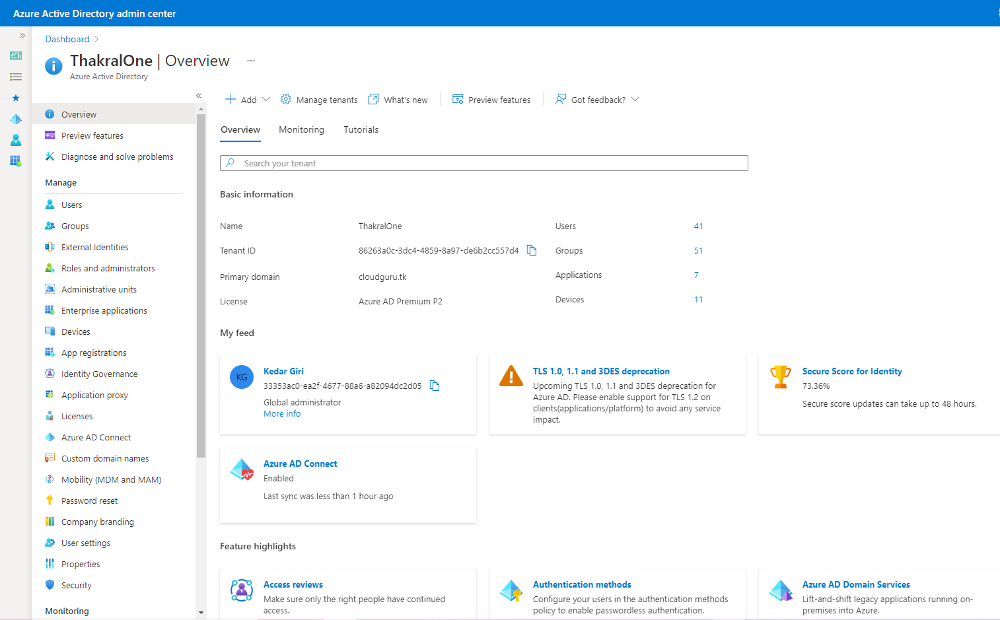 Azure Active Directory admin center
Dashboard
ThakralOne | Overview ...
Azure Active Directory
Overview
Preview features
Diagnose and solve problems
Manage
Users
Groups
External Identities
Roles and administrators
Administrative units
Enterprise applications
Devices
App registrations
Identity Governance
Application proxy
Licenses
Azure AD Connect
Custom domain names
Mobility (MDM and MAM)
Password reset
Company branding
User settings
Properties
Security
Monitoring
Add
Manage tenants
What's new
Preview features
Got feedback?
Overview
Monitoring
Tutorials
Search your tenant
Basic information
Name ThakralOne
Users 41
Tenant ID 86263a0c-3dc4-4859-8a97-de6b2cc557d4
Groups 51
Primary domain cloudguru.tk
Applications 7
License Azure AD Premium P2
Devices 11
My feed
KG
Kedar Giri
33353ac0-ea2f-4677-88a6-a82094dc2d05
Global administrator
More info
TLS 1.0, 1.1 and 3DES deprecation
Upcoming TLS 1.0, 1.1 and 3DES deprecation for
Azure AD. Please enable support for TLS 1.2 on
clients(applications/platform) to avoid any service
impact.
Secure Score for Identity
73.36%
Secure score updates can take up to 48 hours.
Azure AD Connect
Enabled
Last sync was less than 1 hour ago
Feature highlights
Access reviews
Make sure only the right people have continued
access.
Authentication methods
Configure your users in the authentication methods
policy to enable passwordless authentication.
Azure AD Domain Services
Lift-and-shift legacy applications running on-
premises into Azure.